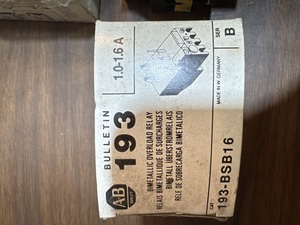 BULLETIN
193
1.0-1.6 A
AB
BIMETALLIC OVERLOAD RELAY
RELAIS BIMETALLIQUE DE SURCHARGES
BIMETALL ÜBERSTROMRELAIS
RELE DE SOBRECARGA BIMETALICO
CAT
193-BSB16
MADE IN W. GERMANY
SER
B